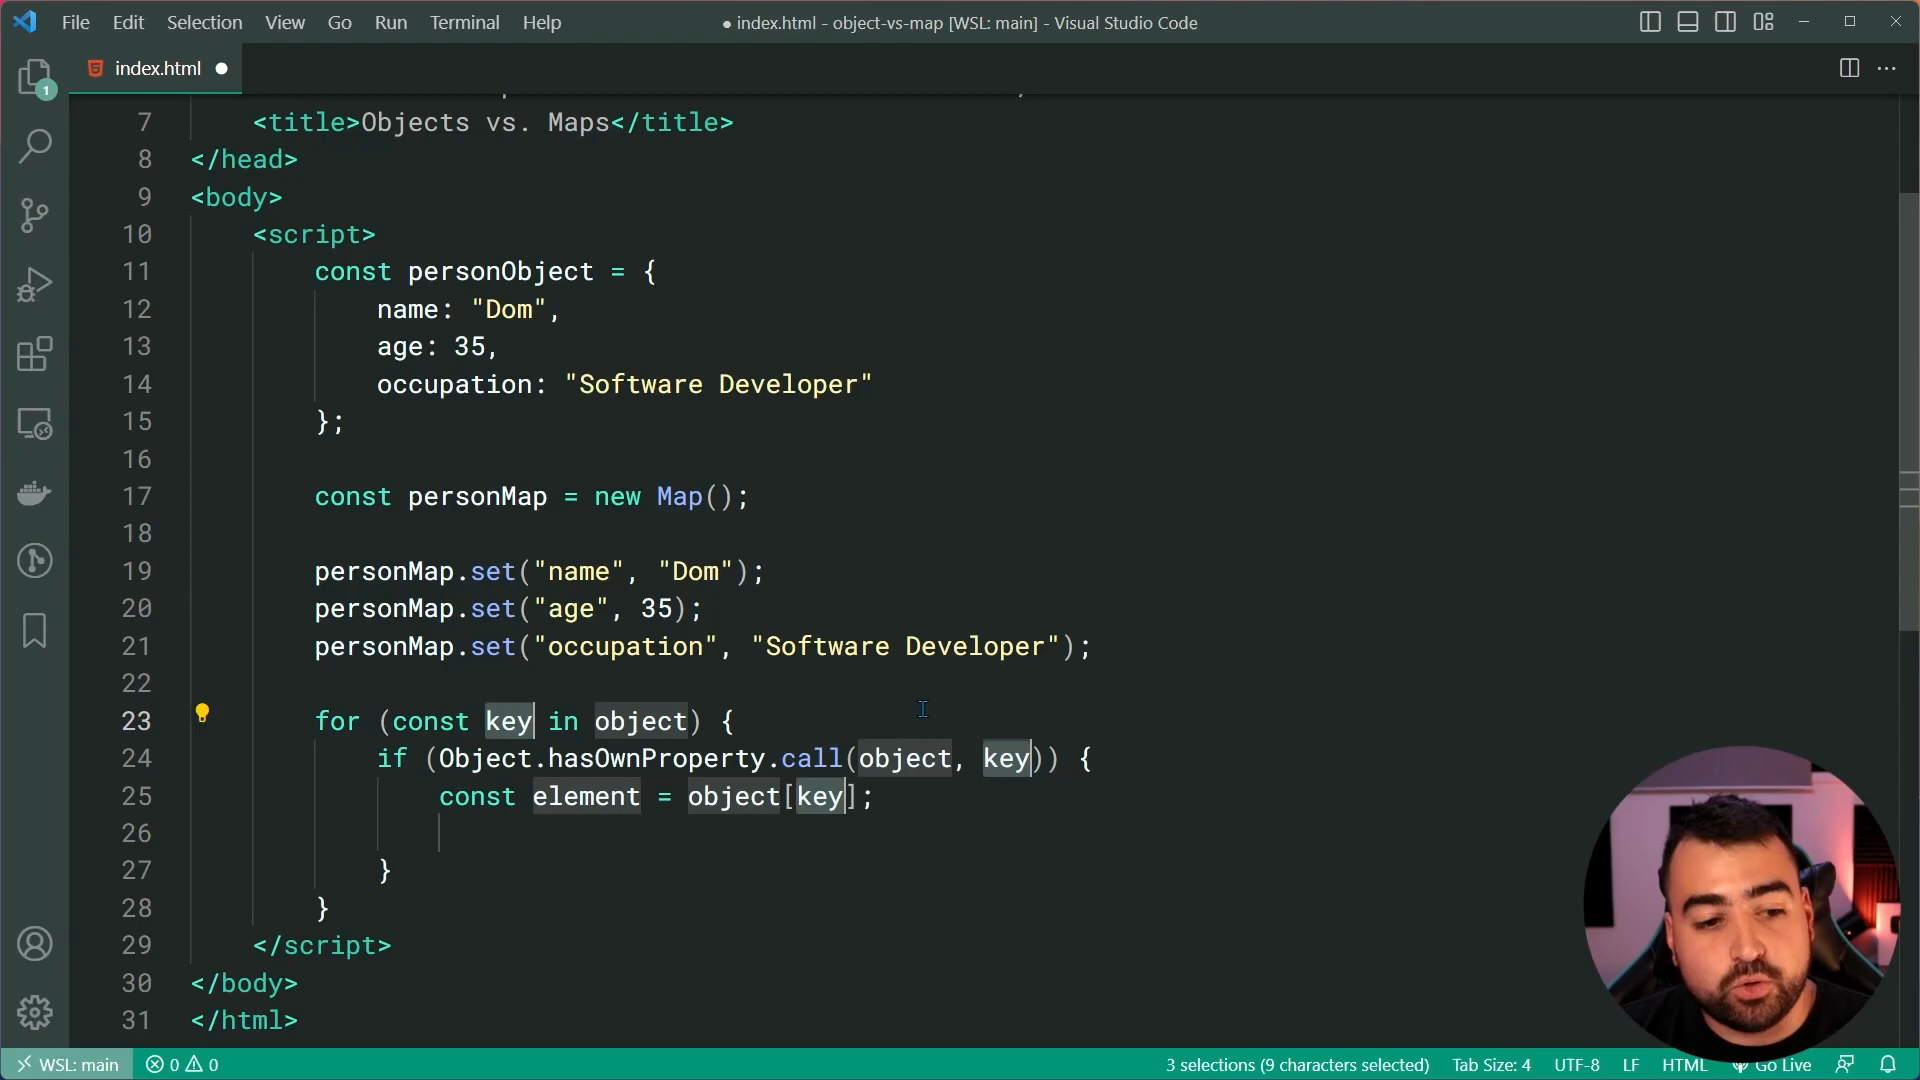 File Edit Selection View Go Run Terminal Help
● index.html - object-vs-map [WSL: main] - Visual Studio Code
index.html ●
1
7 <title>Objects vs. Maps</title>
8 </head>
9 <body>
10 <script>
11 const personObject = {
12 name: "Dom",
13 age: 35,
14 occupation: "Software Developer"
15 };
16
17 const personMap = new Map();
18
19 personMap.set("name", "Dom");
20 personMap.set("age", 35);
21 personMap.set("occupation", "Software Developer");
22
23 for (const key in object) {
24 if (Object.hasOwnProperty.call(object, key)) {
25 const element = object[key];
26
27 }
28 }
29 </script>
30 </body>
31 </html>
WSL: main 0 0 3 selections (9 characters selected) Tab Size: 4 UTF-8 LF HTML Go Live